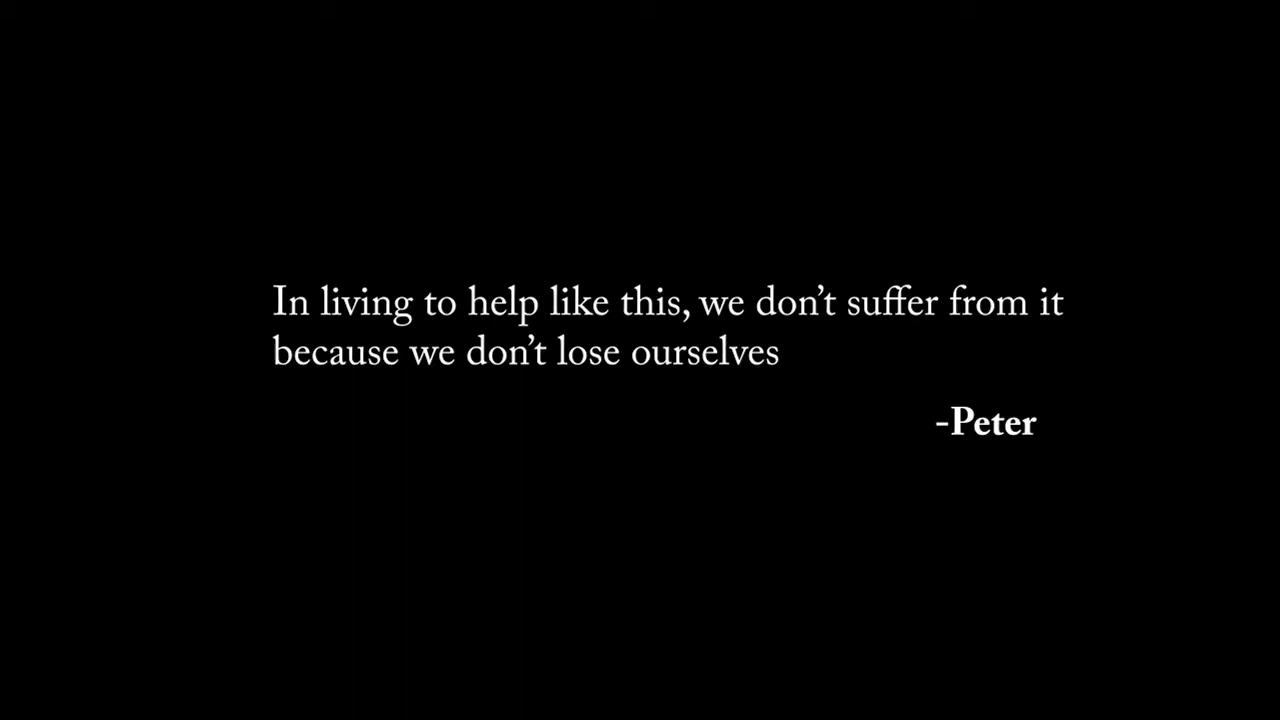 In living to help like this, we don’t suffer from it
because we don’t lose ourselves
-Peter